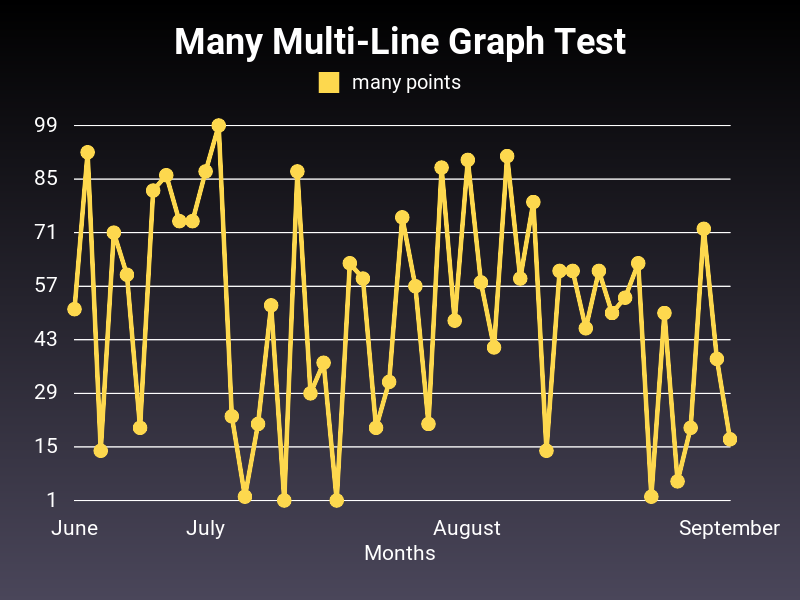 Many Multi-Line Graph Test
many points
99
85
71
57
43
29
15
1
June July August September
Months